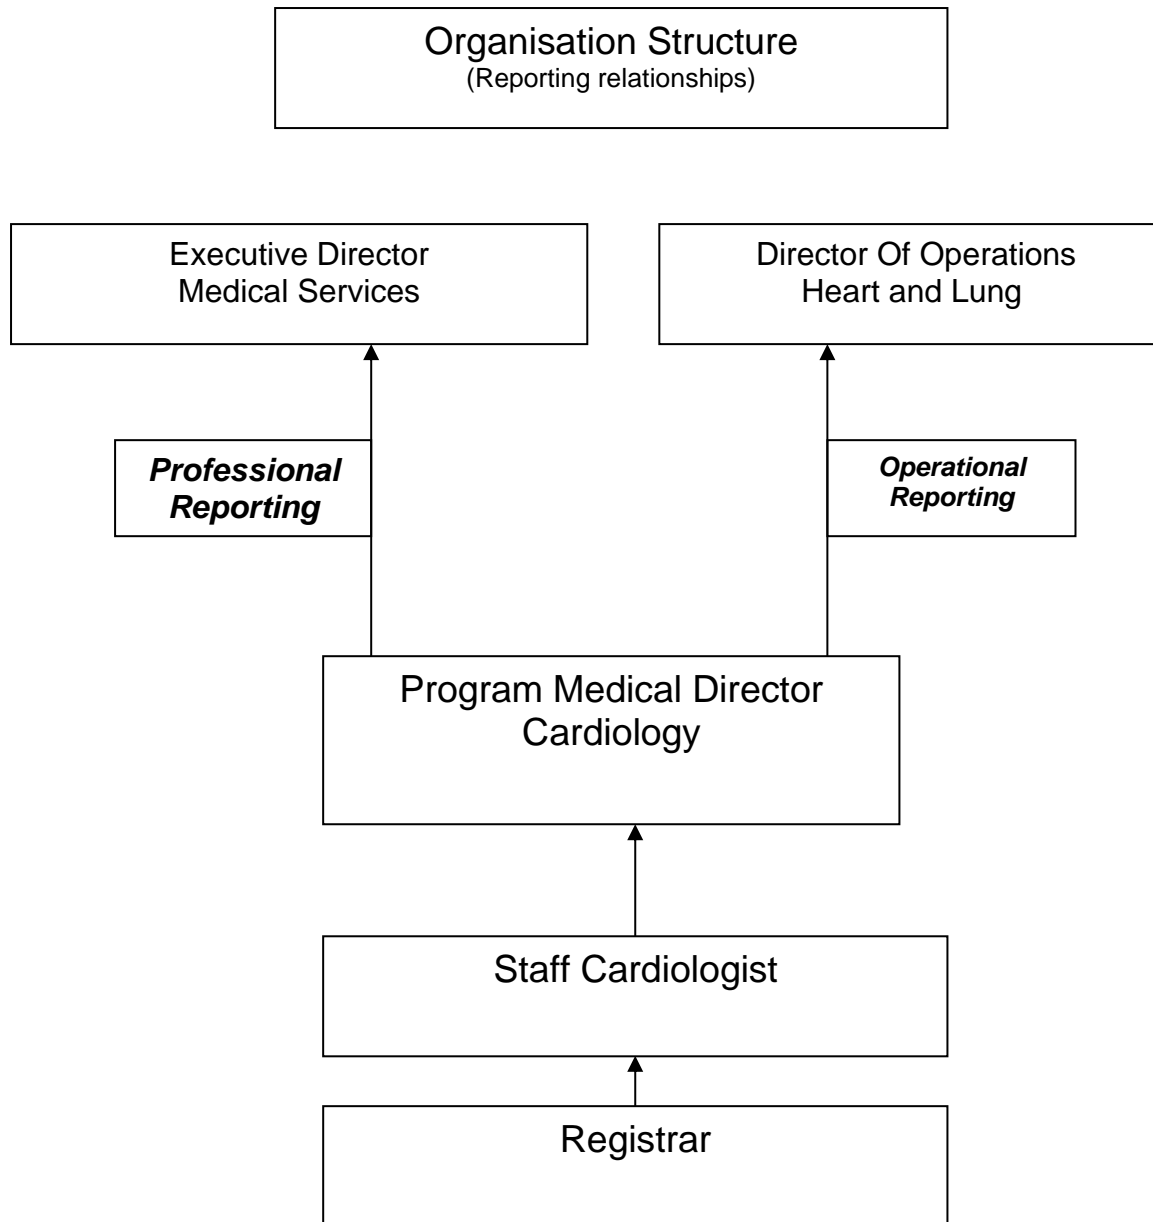 Organisation Structure
(Reporting relationships)
Executive Director
Medical Services
Director Of Operations
Heart and Lung
Professional
Reporting
Operational
Reporting
Program Medical Director
Cardiology
Staff Cardiologist
Registrar